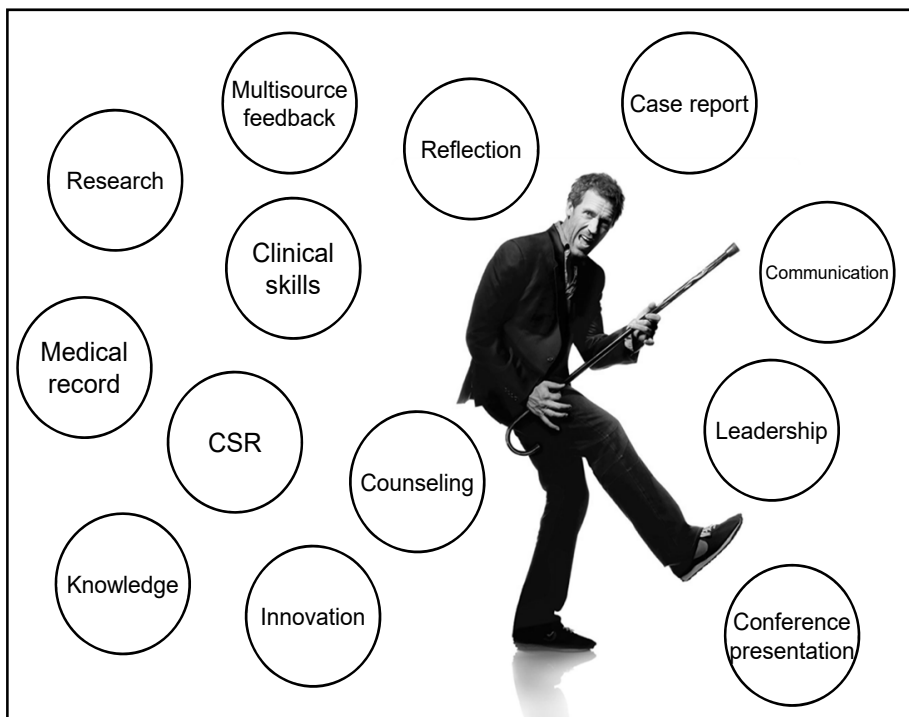 Multisource
feedback
Case report
Reflection
Research
Clinical
skills
Communication
Medical
record
Leadership
CSR
Counseling
Knowledge
Innovation
Conference
presentation